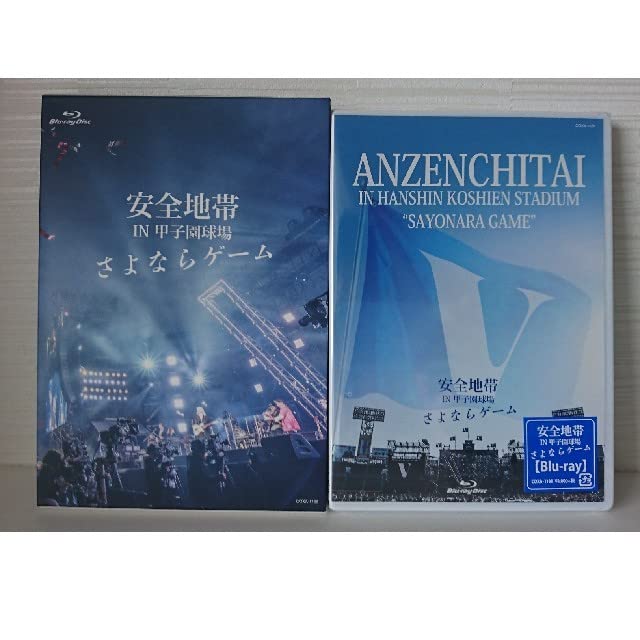 Blu-ray Disc
安全地帯
IN 甲子園球場
さよならゲーム
ANZENCHITAI
IN HANSHIN KOSHIEN STADIUM
"SAYONARA GAME"
V
安全地帯
IN 甲子園球場
さよならゲーム
Blu-ray Disc
安全地帯
IN 甲子園球場
さよならゲーム
【Blu-ray】